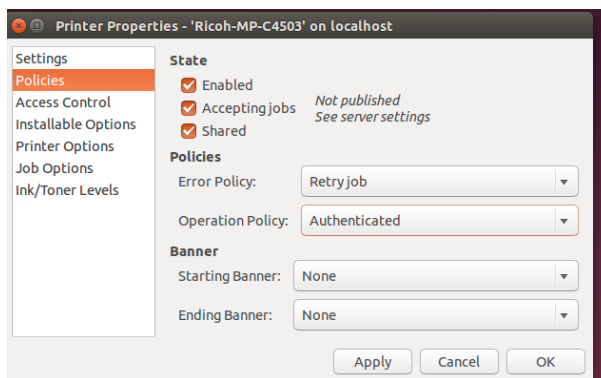 Printer Properties - 'Ricoh-MP-C4503' on localhost
Settings
Policies
Access Control
Installable Options
Printer Options
Job Options
Ink/Toner Levels
State
Enabled
Accepting jobs
Shared
Not published
See server settings
Policies
Error Policy: Retry job
Operation Policy: Authenticated
Banner
Starting Banner: None
Ending Banner: None
Apply Cancel OK